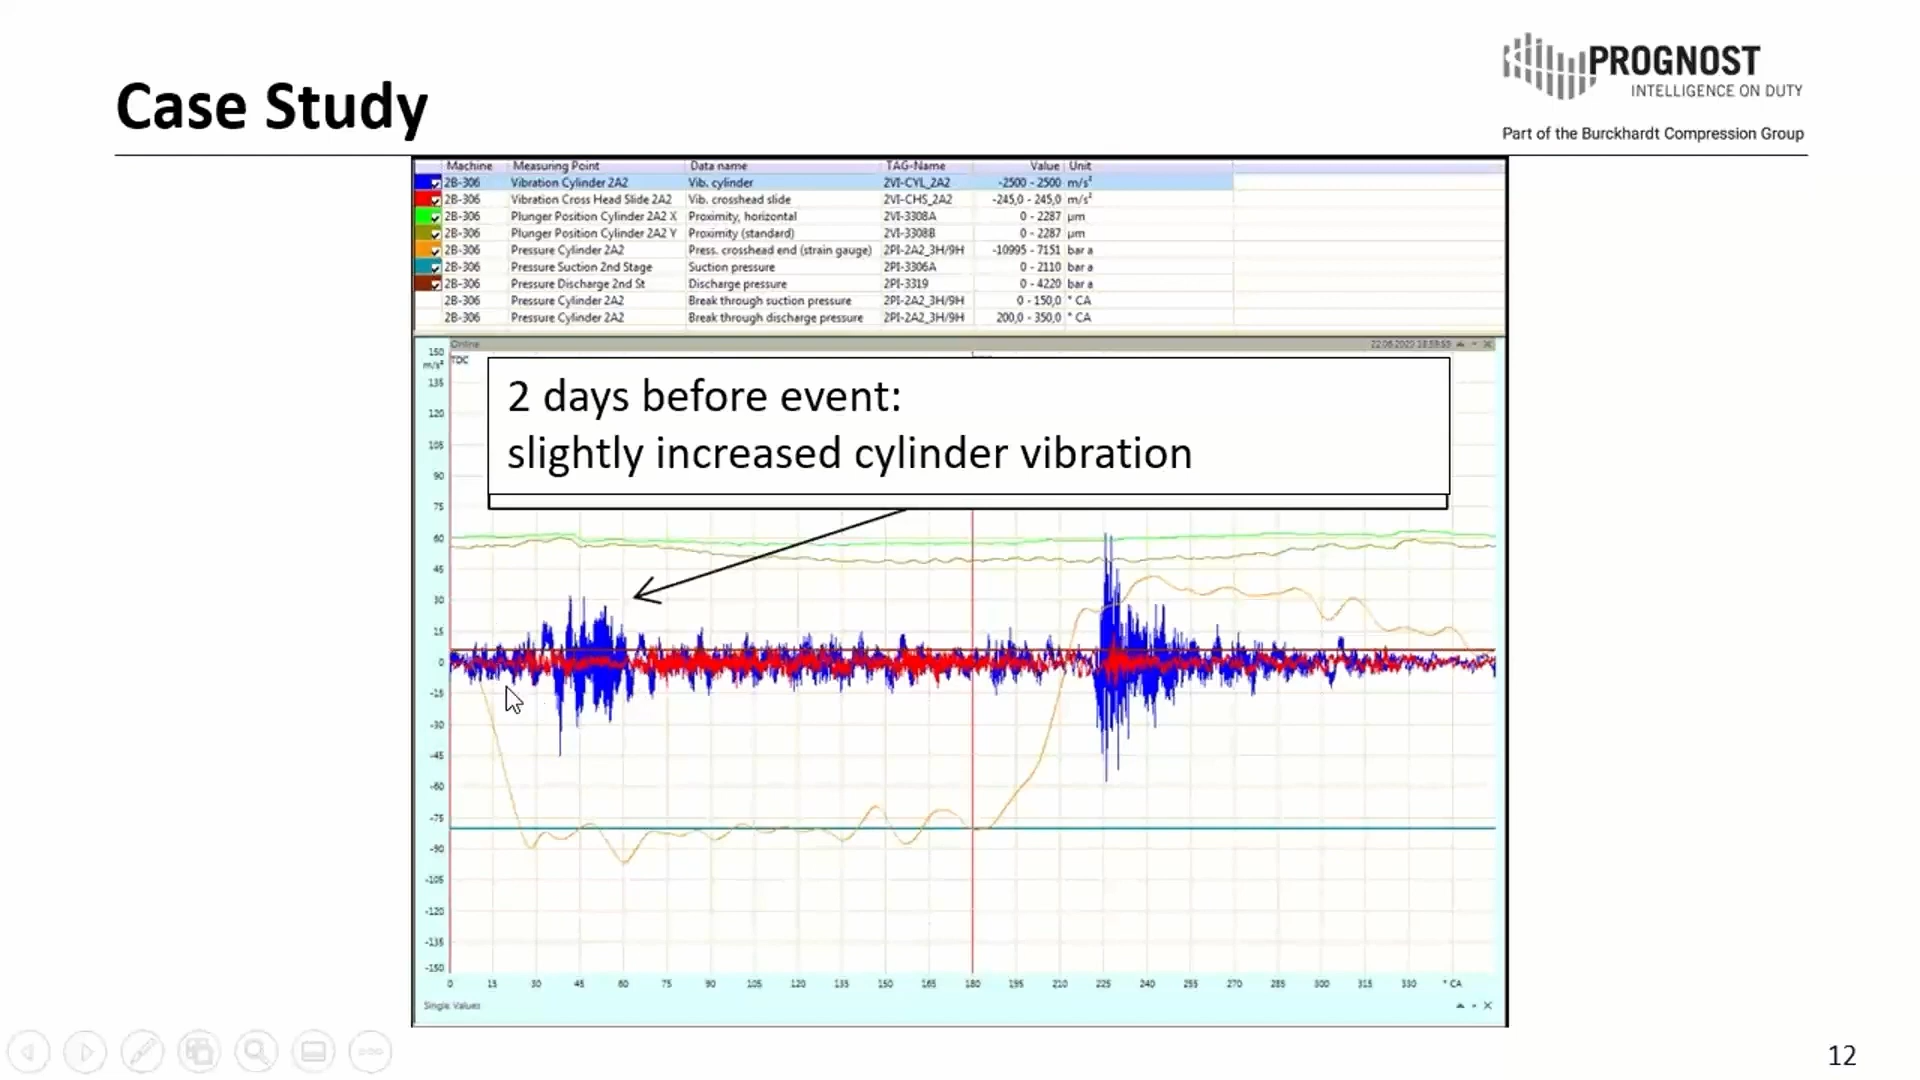 Case Study
PROGNOST
INTELLIGENCE ON DUTY
Part of the Burckhardt Compression Group
Machine Measuring Point Data name TAG-Name Value Unit
2B-306 Vibration Cylinder 2A2 Vib. cylinder 2VI-CYL_2A2 -2500 - 2500 m/s²
2B-306 Vibration Cross Head Slide 2A2 Vib. crosshead slide 2VI-CHS_2A2 -245,0 - 245,0 m/s²
2B-306 Plunger Position Cylinder 2A2 X Proximity, horizontal 2VI-3308A 0 - 2287 µm
2B-306 Plunger Position Cylinder 2A2 Y Proximity (standard) 2VI-3308B 0 - 2287 µm
2B-306 Pressure Cylinder 2A2 Press. crosshead end (strain gauge) 2PI-2A2_3H/9H -10995 - 7151 bar a
2B-306 Pressure Suction 2nd Stage Suction pressure 2PI-3306A 0 - 2110 bar a
2B-306 Pressure Discharge 2nd St Discharge pressure 2PI-3319 0 - 4220 bar a
2B-306 Pressure Cylinder 2A2 Break through suction pressure 2PI-2A2_3H/9H 0 - 150,0 ° CA
2B-306 Pressure Cylinder 2A2 Break through discharge pressure 2PI-2A2_3H/9H 200,0 - 350,0 ° CA
Online
150
m/s²
TDC
2 days before event:
slightly increased cylinder vibration
135
120
105
90
75
60
45
30
15
0
-15
-30
-45
-60
-75
-90
-105
-120
-135
-150
0 15 30 45 60 75 90 105 120 135 150 165 180 195 210 225 240 255 270 285 300 315 330 ° CA
Single Values
12